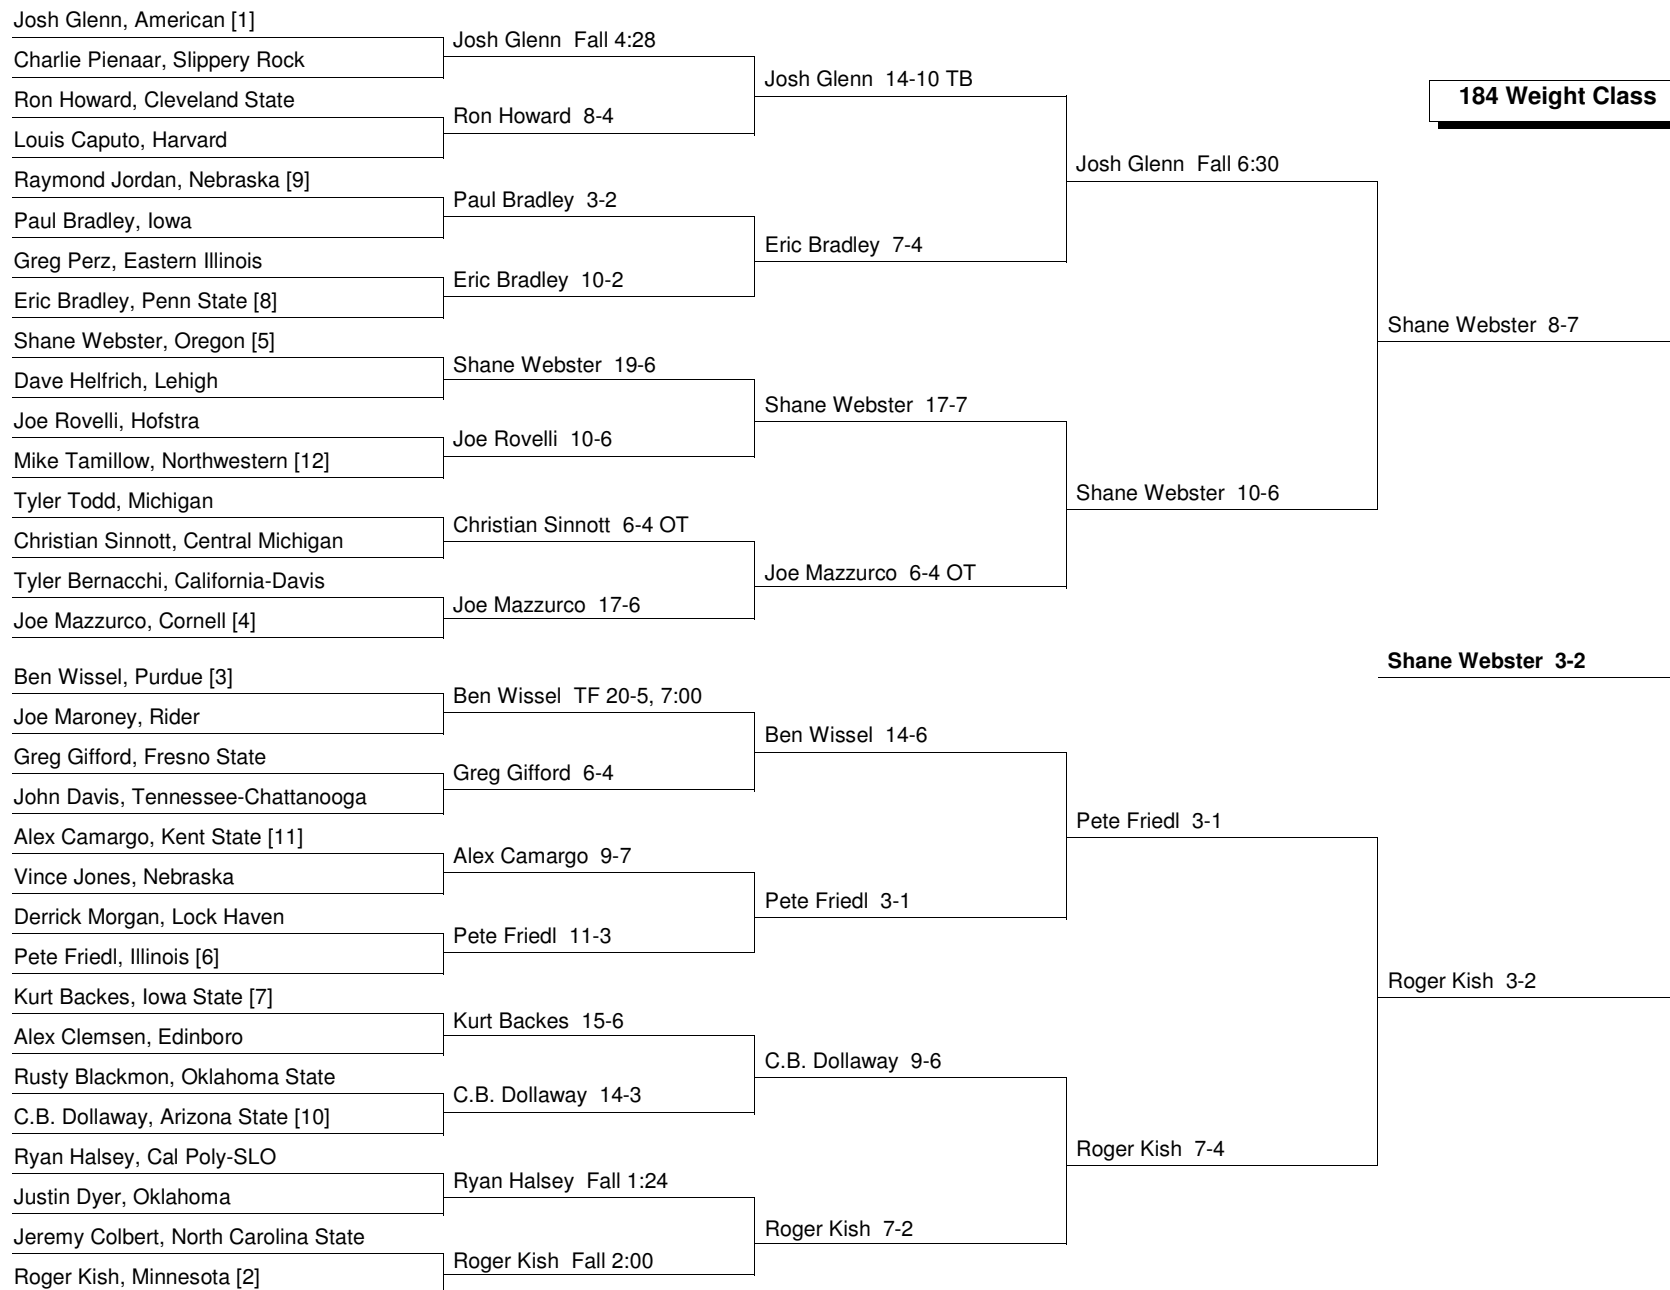 Josh Glenn, American [1]
Charlie Pienaar, Slippery Rock
Ron Howard, Cleveland State
Louis Caputo, Harvard
Raymond Jordan, Nebraska [9]
Paul Bradley, Iowa
Greg Perz, Eastern Illinois
Eric Bradley, Penn State [8]
Shane Webster, Oregon [5]
Dave Helfrich, Lehigh
Joe Rovelli, Hofstra
Mike Tamillow, Northwestern [12]
Tyler Todd, Michigan
Christian Sinnott, Central Michigan
Tyler Bernacchi, California-Davis
Joe Mazzurco, Cornell [4]
Ben Wissel, Purdue [3]
Joe Maroney, Rider
Greg Gifford, Fresno State
John Davis, Tennessee-Chattanooga
Alex Camargo, Kent State [11]
Vince Jones, Nebraska
Derrick Morgan, Lock Haven
Pete Friedl, Illinois [6]
Kurt Backes, Iowa State [7]
Alex Clemsen, Edinboro
Rusty Blackmon, Oklahoma State
C.B. Dollaway, Arizona State [10]
Ryan Halsey, Cal Poly-SLO
Justin Dyer, Oklahoma
Jeremy Colbert, North Carolina State
Roger Kish, Minnesota [2]
Josh Glenn Fall 4:28
Ron Howard 8-4
Paul Bradley 3-2
Eric Bradley 10-2
Shane Webster 19-6
Joe Rovelli 10-6
Christian Sinnott 6-4 OT
Joe Mazzurco 17-6
Ben Wissel TF 20-5, 7:00
Greg Gifford 6-4
Alex Camargo 9-7
Pete Friedl 11-3
Kurt Backes 15-6
C.B. Dollaway 14-3
Ryan Halsey Fall 1:24
Roger Kish Fall 2:00
Josh Glenn 14-10 TB
Eric Bradley 7-4
Shane Webster 17-7
Joe Mazzurco 6-4 OT
Ben Wissel 14-6
Pete Friedl 3-1
C.B. Dollaway 9-6
Roger Kish 7-2
Josh Glenn Fall 6:30
Shane Webster 10-6
Pete Friedl 3-1
Roger Kish 7-4
184 Weight Class
Shane Webster 8-7
Shane Webster 3-2
Roger Kish 3-2